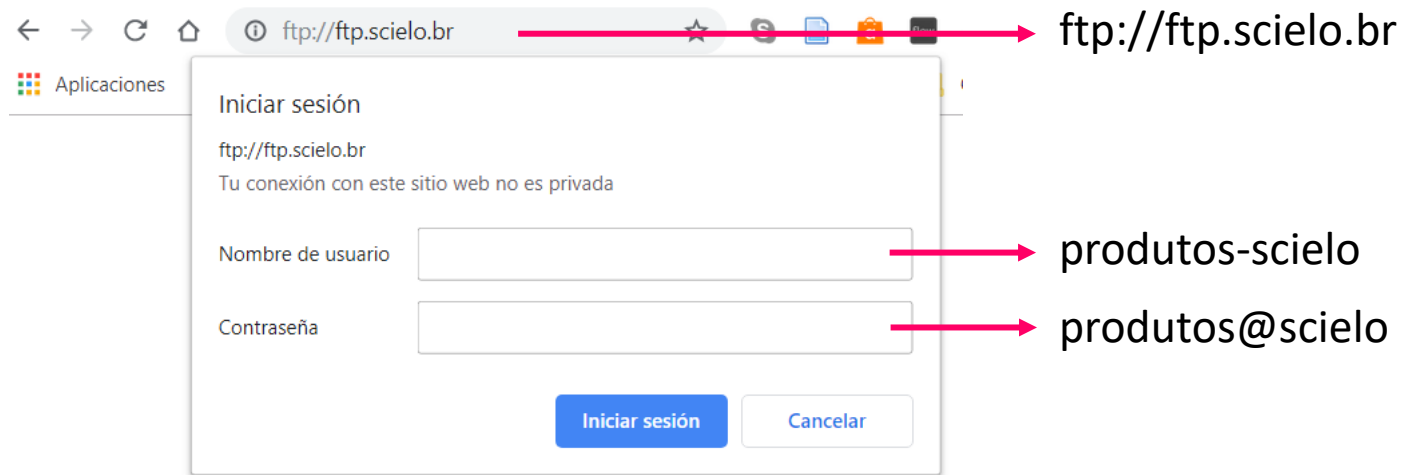 ftp://ftp.scielo.br
ftp://ftp.scielo.br
Aplicaciones
Iniciar sesión
ftp://ftp.scielo.br
Tu conexión con este sitio web no es privada
Nombre de usuario
produtos-scielo
Contraseña
produtos@scielo
Iniciar sesión
Cancelar